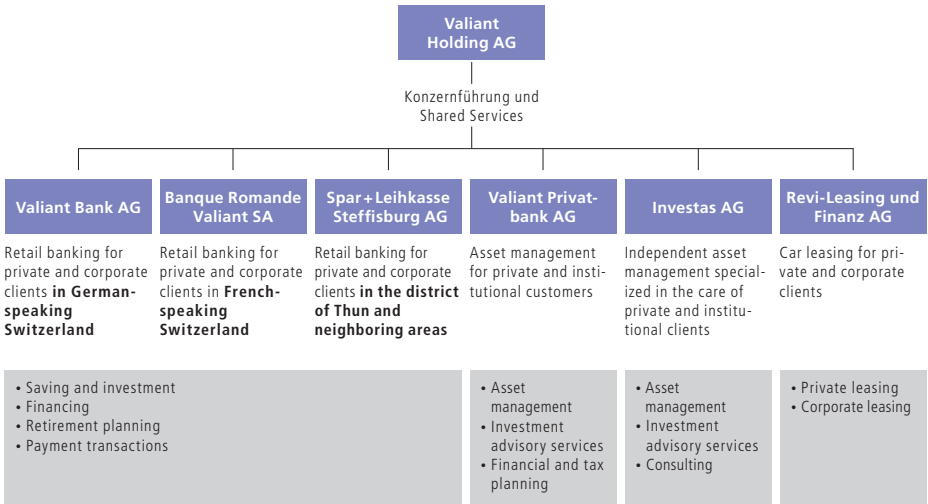 Valiant
Holding AG
Konzernführung und
Shared Services
Valiant Bank AG
Banque Romande
Valiant SA
Spar+Leihkasse
Steffisburg AG
Valiant Privat-
bank AG
Investas AG
Revi-Leasing und
Finanz AG
Retail banking for
private and corporate
clients in German-
speaking
Switzerland
Retail banking for
private and corporate
clients in French-
speaking
Switzerland
Retail banking for
private and corporate
clients in the district
of Thun and
neighboring areas
Asset management
for private and insti-
tutional customers
Independent asset
management special-
ized in the care of
private and institu-
tional clients
Car leasing for pri-
vate and corporate
clients
• Saving and investment
• Financing
• Retirement planning
• Payment transactions
• Asset
management
• Investment
advisory services
• Financial and tax
planning
• Asset
management
• Investment
advisory services
• Consulting
• Private leasing
• Corporate leasing